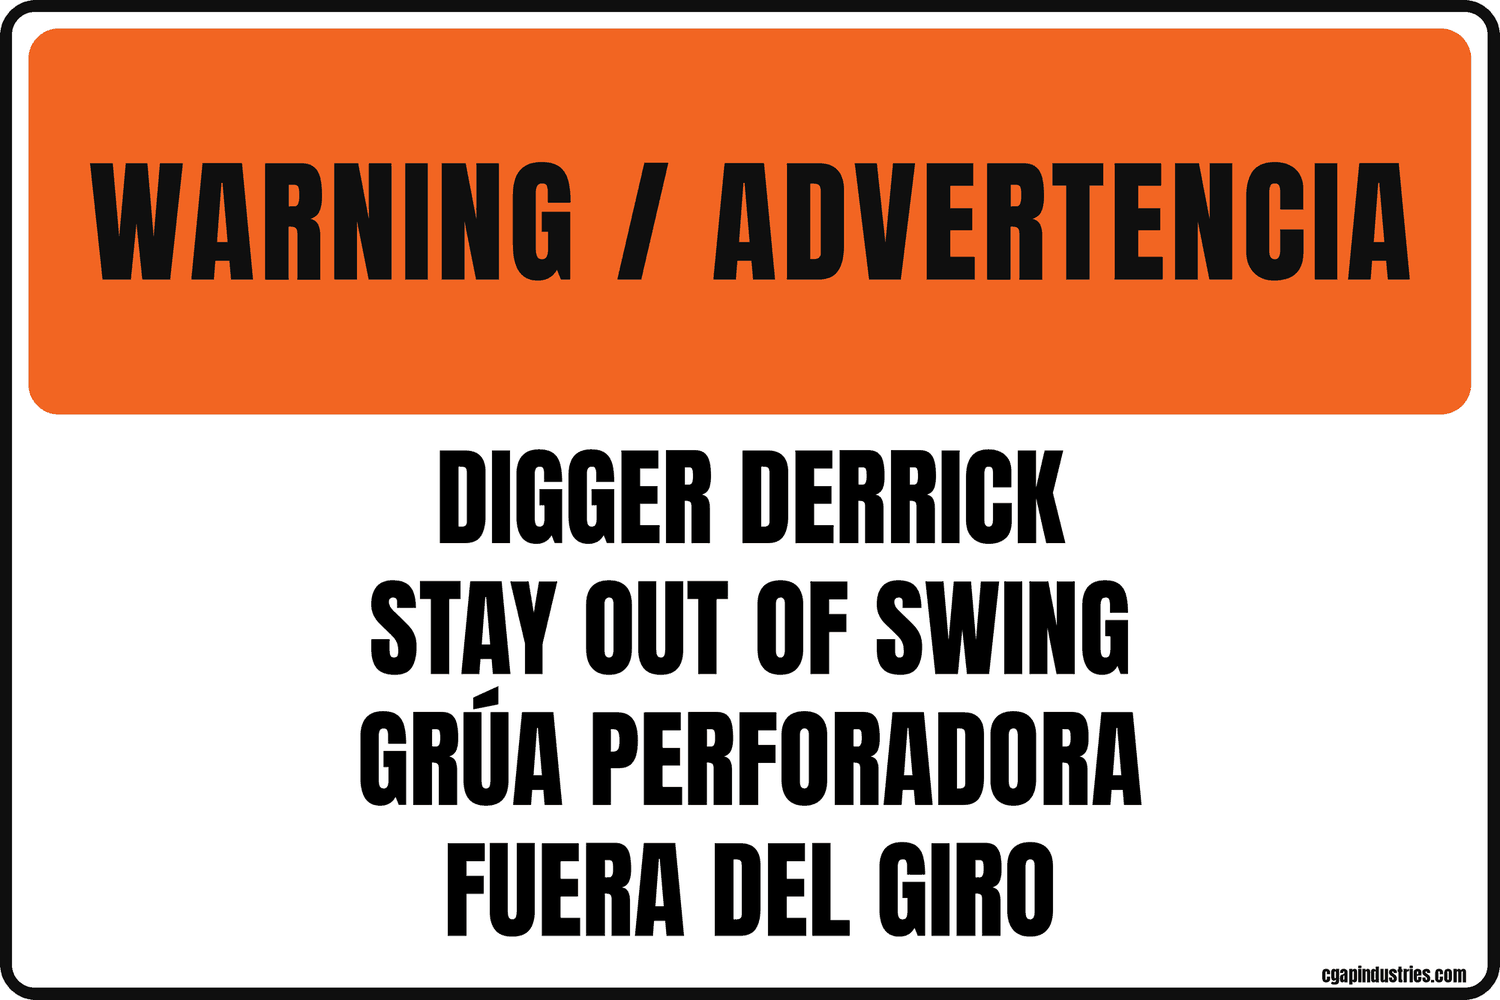 WARNING / ADVERTENCIA
DIGGER DERRICK
STAY OUT OF SWING
GRÚA PERFORADORA
FUERA DEL GIRO
cgapindustries.com